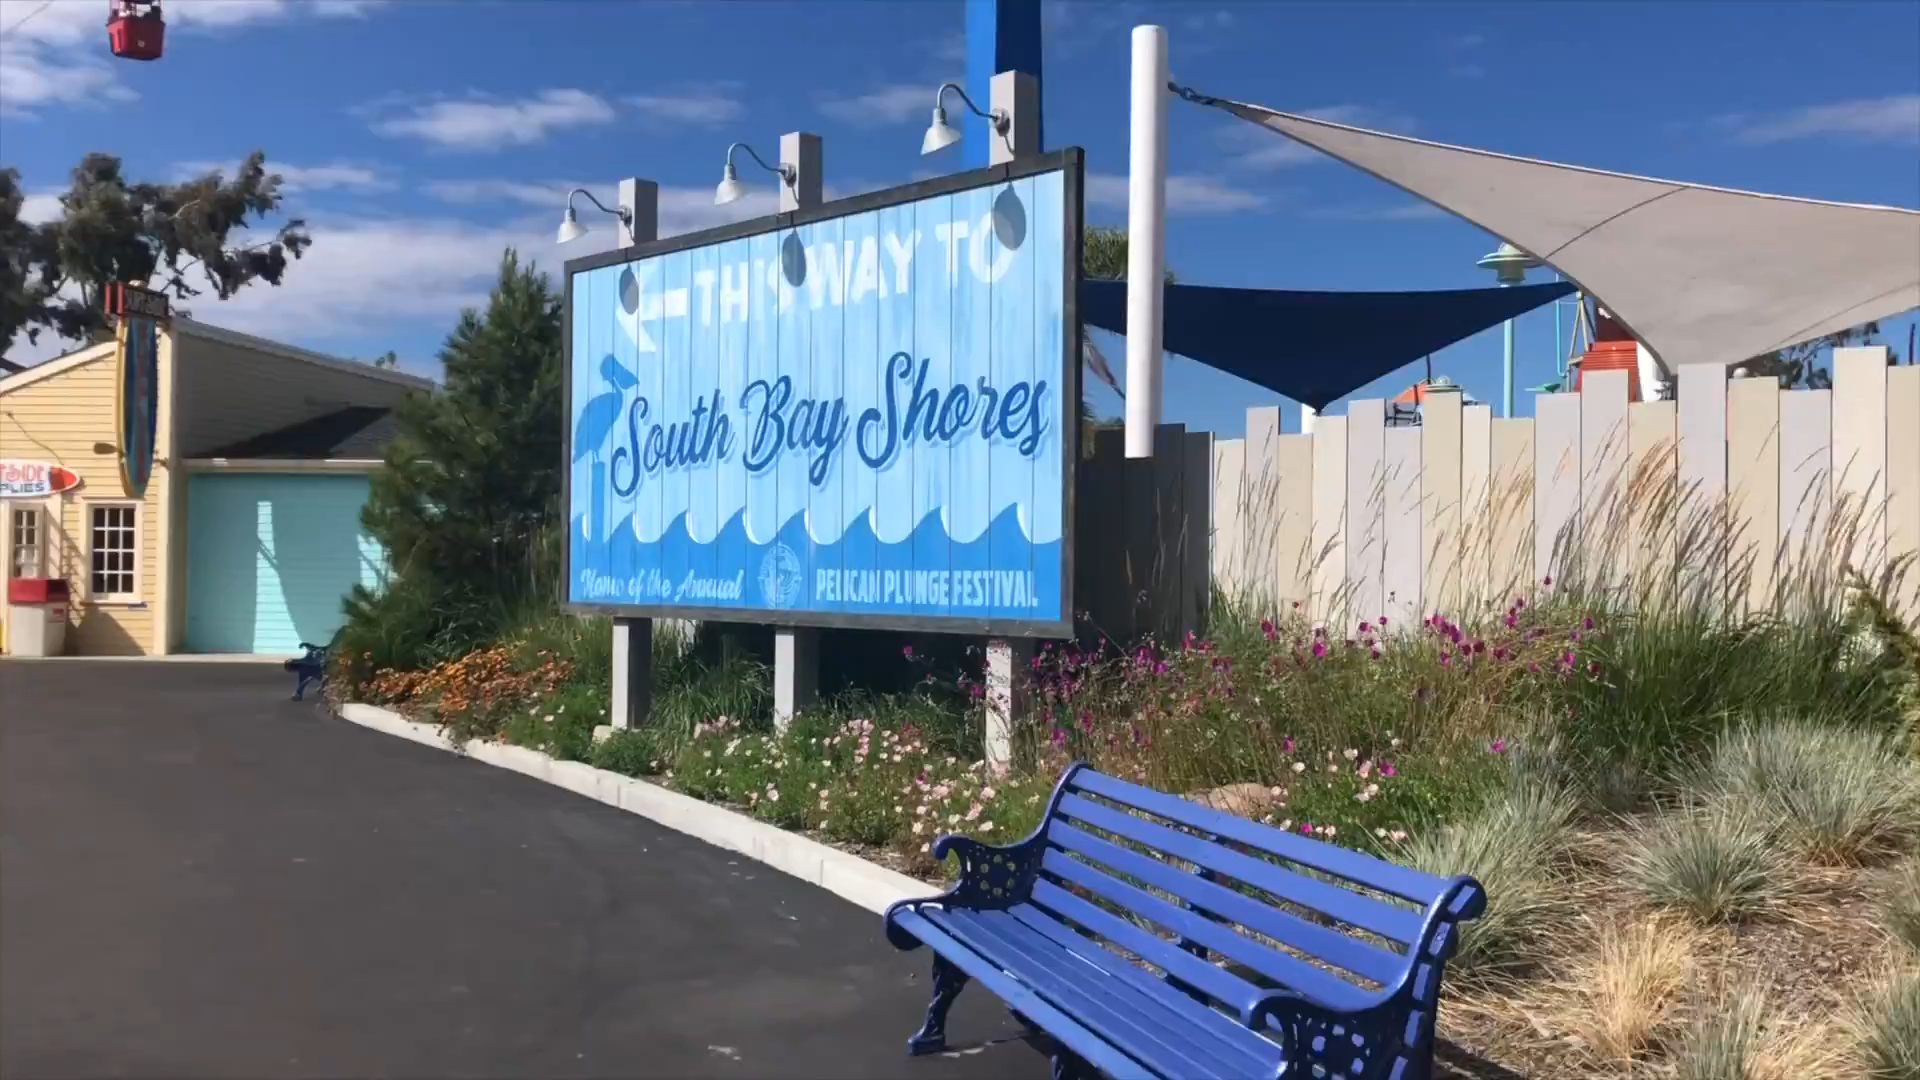 THIS WAY TO
South Bay Shores
Home of the Annual PELICAN PLUNGE FESTIVAL